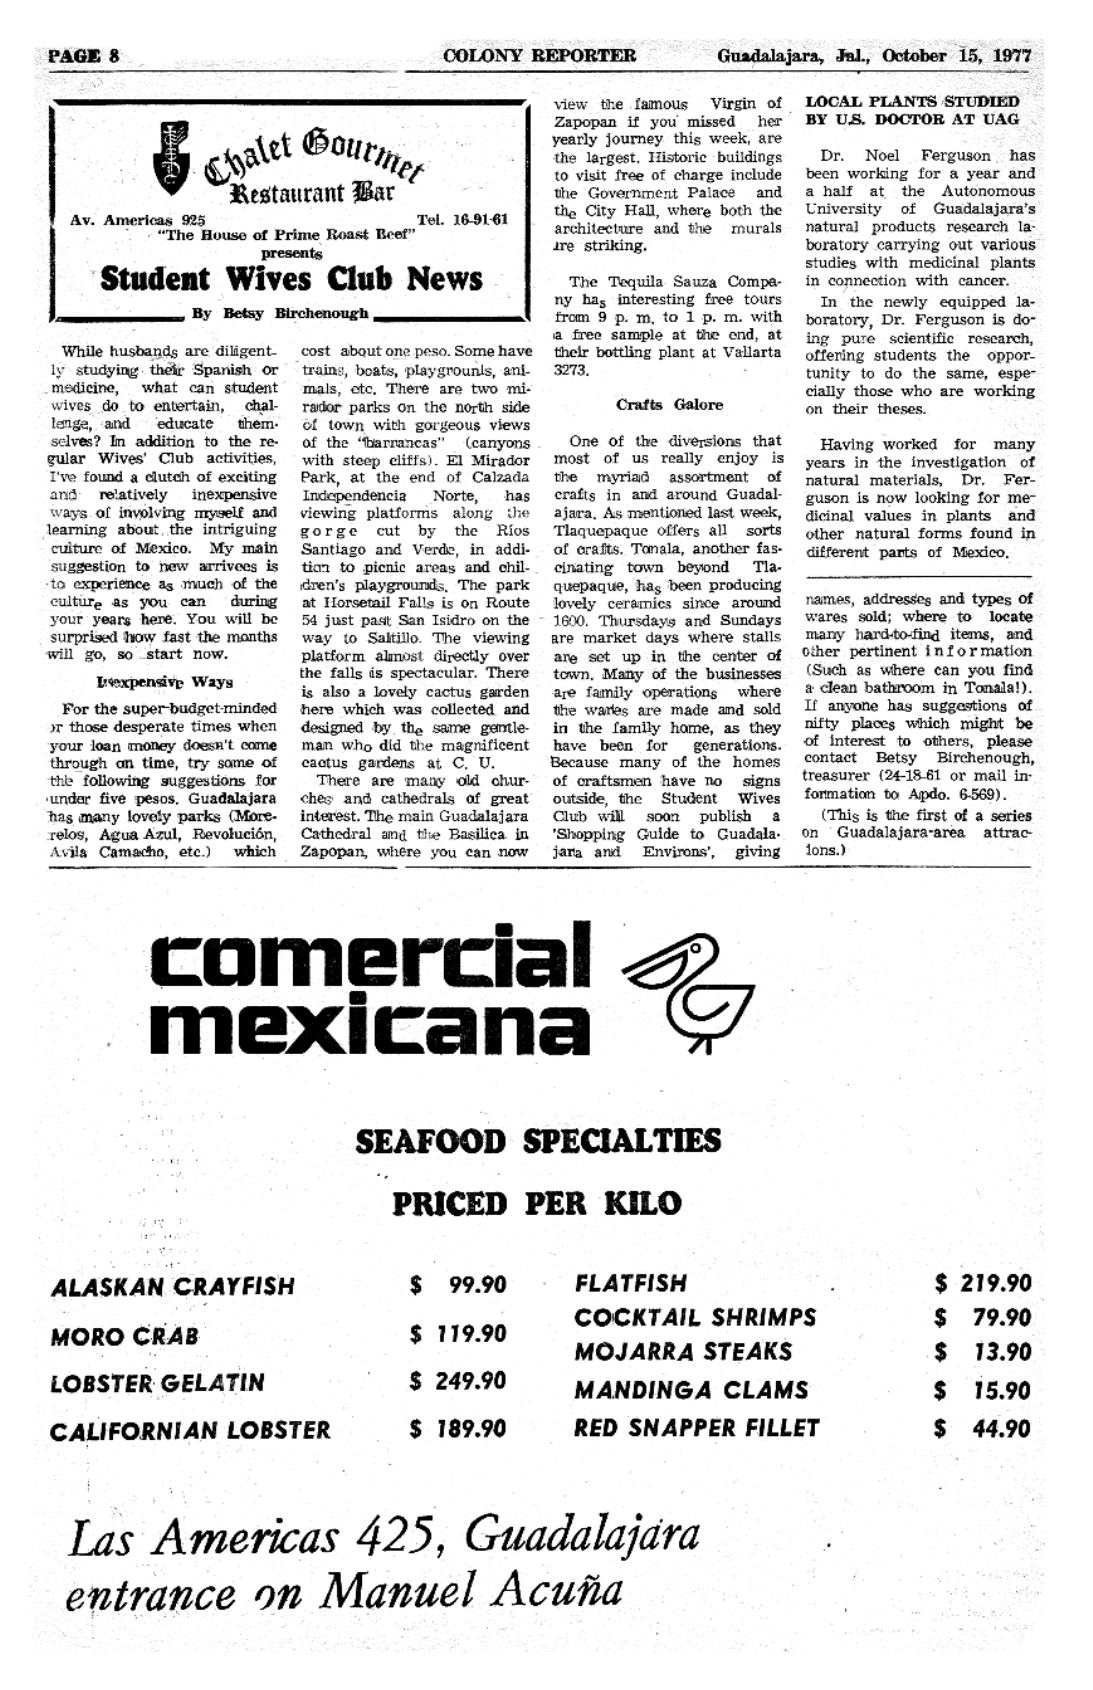 PAGE 8 COLONY REPORTER Guadalajara, Jal., October 15, 1977
Chalet Gourmet
Restaurant Bar
Av. Americas 925 Tel. 16-91-61
"The House of Prime Roast Beef"
presents
Student Wives Club News
By Betsy Birchenough
While husbands are diligent-
ly studying their Spanish or
medicine, what can student
wives do to entertain, chal-
lenge, and educate them-
selves? In addition to the re-
gular Wives' Club activities,
I've found a clutch of exciting
and relatively inexpensive
ways of involving myself and
learning about the intriguing
culture of Mexico. My main
suggestion to new arrivees is
to experience as much of the
culture as you can during
your years here. You will be
surprised how fast the months
will go, so start now.
Inexpensive Ways
For the super-budget-minded
or those desperate times when
your loan money doesn't come
through on time, try some of
the following suggestions for
under five pesos. Guadalajara
has many lovely parks (More-
relos, Agua Azul, Revolución,
Avila Camacho, etc.) which
cost about one peso. Some have
trains, boats, playgrounds, ani-
mals, etc. There are two mi-
rador parks on the north side
of town with gorgeous views
of the "barrancas" (canyons
with steep cliffs). El Mirador
Park, at the end of Calzada
Independencia Norte, has
viewing platforms along the
gorge cut by the Ríos
Santiago and Verde, in addi-
tion to picnic areas and chil-
dren's playgrounds. The park
at Horsetail Falls is on Route
54 just past San Isidro on the
way to Saltillo. The viewing
platform almost directly over
the falls is spectacular. There
is also a lovely cactus garden
here which was collected and
designed by the same gentle-
man who did the magnificent
cactus gardens at C. U.
There are many old chur-
ches and cathedrals of great
interest. The main Guadalajara
Cathedral and the Basilica in
Zapopan, where you can now
view the famous Virgin of
Zapopan if you missed her
yearly journey this week, are
the largest. Historic buildings
to visit free of charge include
the Government Palace and
the City Hall, where both the
architecture and the murals
are striking.
The Tequila Sauza Compa-
ny has interesting free tours
from 9 p. m. to 1 p. m. with
a free sample at the end, at
their bottling plant at Vallarta
3273.
Crafts Galore
One of the diversions that
most of us really enjoy is
the myriad assortment of
crafts in and around Guadal-
ajara. As mentioned last week,
Tlaquepaque offers all sorts
of crafts. Tonala, another fas-
cinating town beyond Tla-
quepaque, has been producing
lovely ceramics since around
1600. Thursdays and Sundays
are market days where stalls
are set up in the center of
town. Many of the businesses
are family operations where
the wares are made and sold
in the family home, as they
have been for generations.
Because many of the homes
of craftsmen have no signs
outside, the Student Wives
Club will soon publish a
'Shopping Guide to Guadala-
jara and Environs', giving
LOCAL PLANTS STUDIED
BY U.S. DOCTOR AT UAG
Dr. Noel Ferguson has
been working for a year and
a half at the Autonomous
University of Guadalajara's
natural products research la-
boratory carrying out various
studies with medicinal plants
in connection with cancer.
In the newly equipped la-
boratory, Dr. Ferguson is do-
ing pure scientific research,
offering students the oppor-
tunity to do the same, espe-
cially those who are working
on their theses.
Having worked for many
years in the investigation of
natural materials, Dr. Fer-
guson is now looking for me-
dicinal values in plants and
other natural forms found in
different parts of Mexico.
names, addresses and types of
wares sold; where to locate
many hard-to-find items, and
other pertinent information
(Such as where can you find
a clean bathroom in Tonala!).
If anyone has suggestions of
nifty places which might be
of interest to others, please
contact Betsy Birchenough,
treasurer (24-18-61 or mail in-
formation to Apdo. 6-569).
(This is the first of a series
on Guadalajara-area attrac-
ions.)
comercial
mexicana
SEAFOOD SPECIALTIES
PRICED PER KILO
ALASKAN CRAYFISH $ 99.90
MORO CRAB $ 119.90
LOBSTER GELATIN $ 249.90
CALIFORNIAN LOBSTER $ 189.90
FLATFISH $ 219.90
COCKTAIL SHRIMPS $ 79.90
MOJARRA STEAKS $ 13.90
MANDINGA CLAMS $ 15.90
RED SNAPPER FILLET $ 44.90
Las Americas 425, Guadalajara
entrance on Manuel Acuña